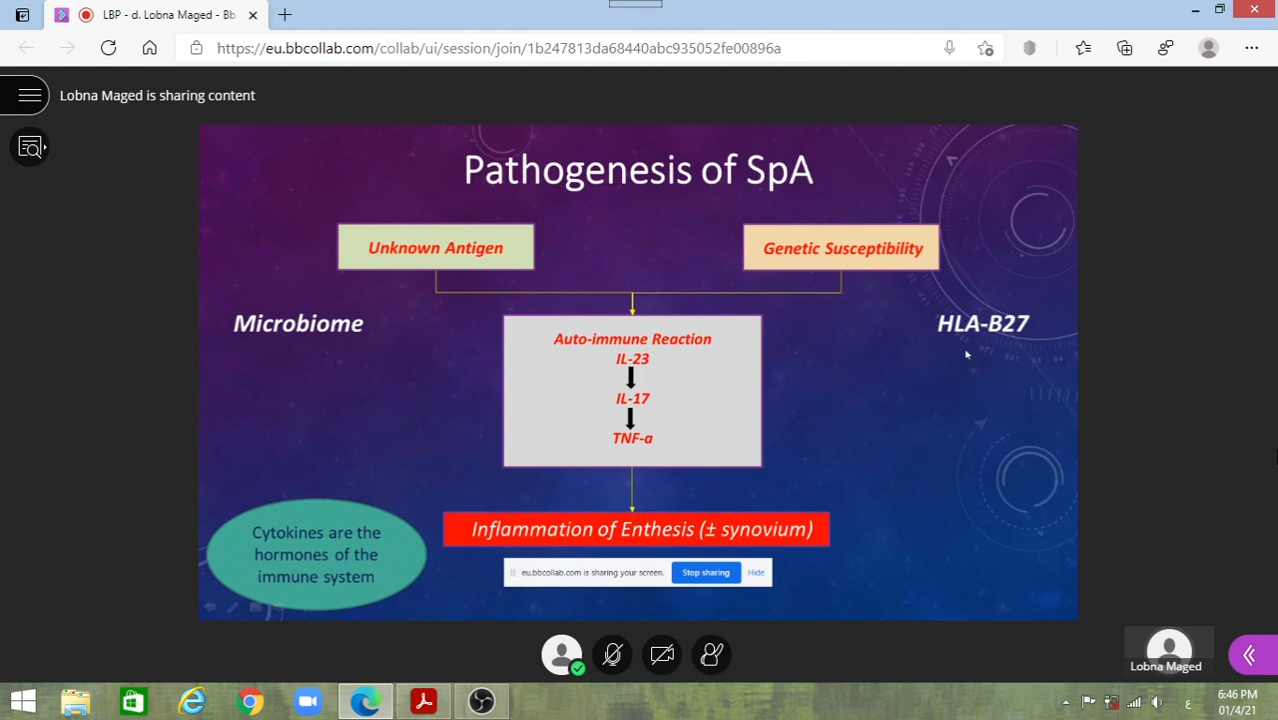 LBP - d. Lobna Maged - Bb
https://eu.bbcollab.com/collab/ui/session/join/1b247813da68440abc935052fe00896a
Lobna Maged is sharing content
Pathogenesis of SpA
Unknown Antigen
Genetic Susceptibility
Microbiome
HLA-B27
Auto-immune Reaction
IL-23
IL-17
TNF-a
Inflammation of Enthesis (± synovium)
Cytokines are the
hormones of the
immune system
eu.bbcollab.com is sharing your screen.
Stop sharing
Hide
Lobna Maged
ع
6:46 PM
01/4/21